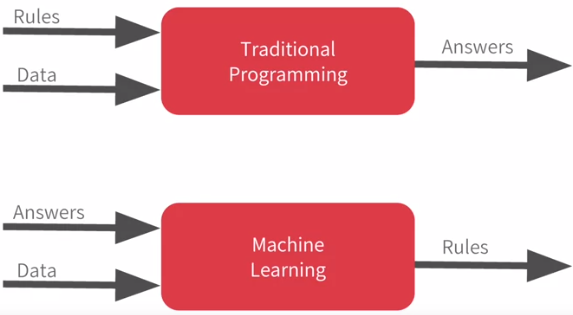 Rules
Data
Traditional
Programming
Answers
Answers
Data
Machine
Learning
Rules